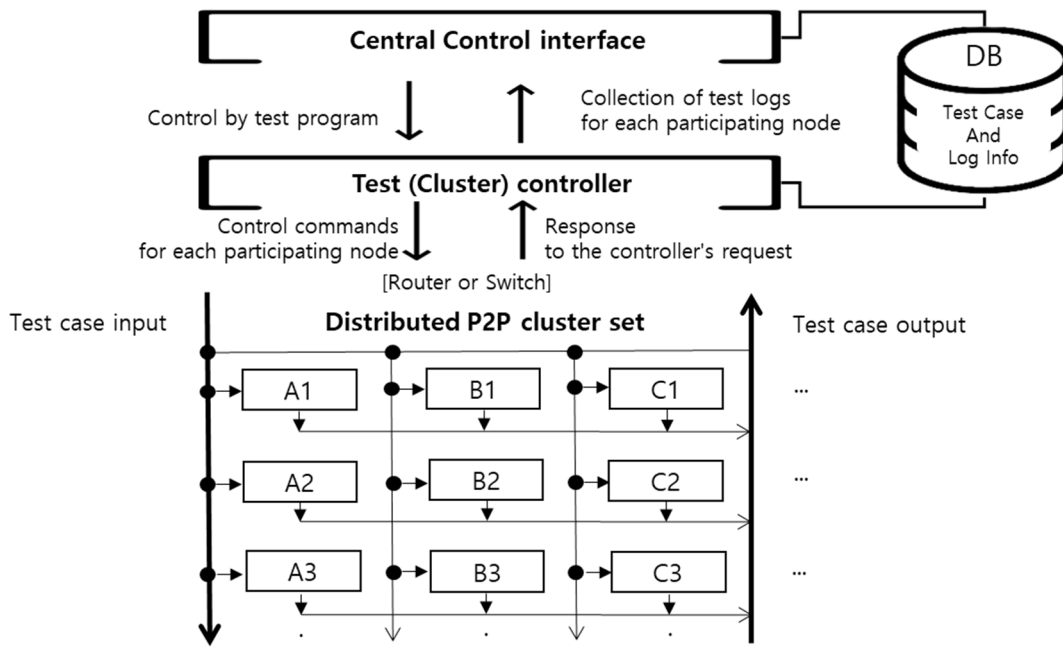 Central Control interface
DB
Test Case
And
Log Info
Control by test program
Collection of test logs
for each participating node
Test (Cluster) controller
Control commands
for each participating node
Response
to the controller's request
[Router or Switch]
Test case input
Distributed P2P cluster set
Test case output
A1 B1 C1 ...
A2 B2 C2 ...
A3 B3 C3 ...
. . .